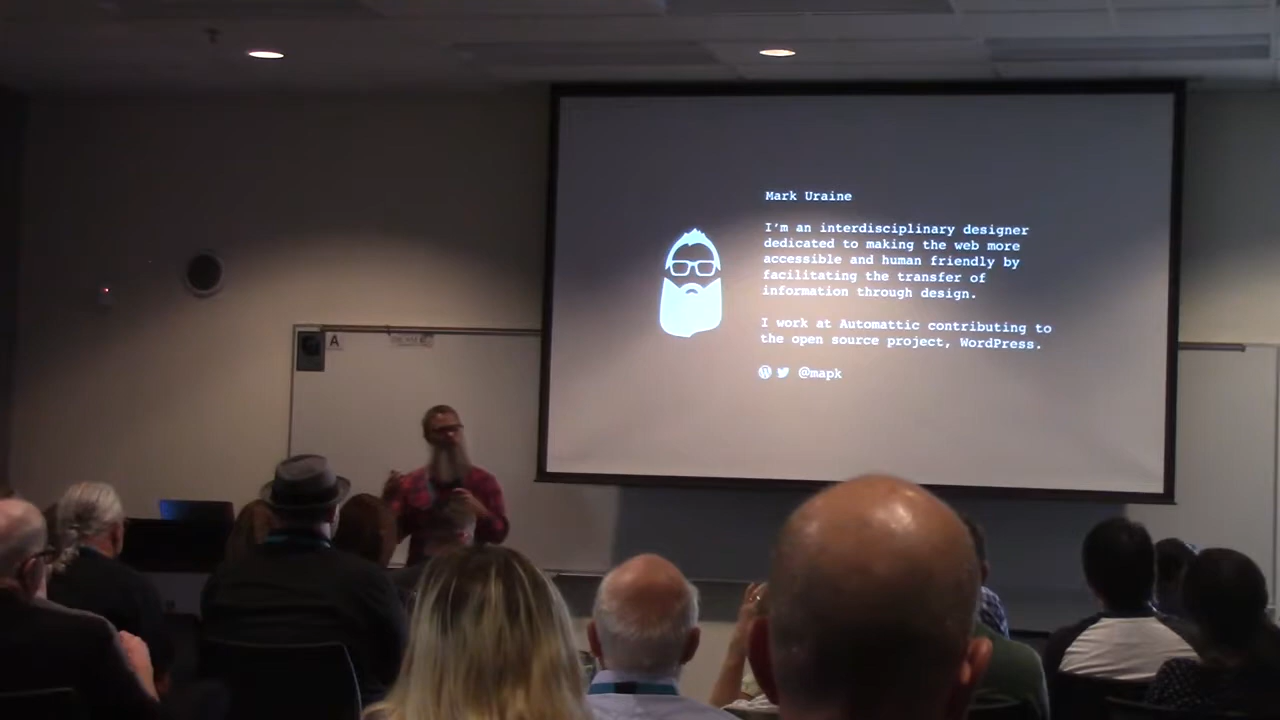 Mark Uraine
I'm an interdisciplinary designer
dedicated to making the web more
accessible and human friendly by
facilitating the transfer of
information through design.
I work at Automattic contributing to
the open source project, WordPress.
@mapk
A